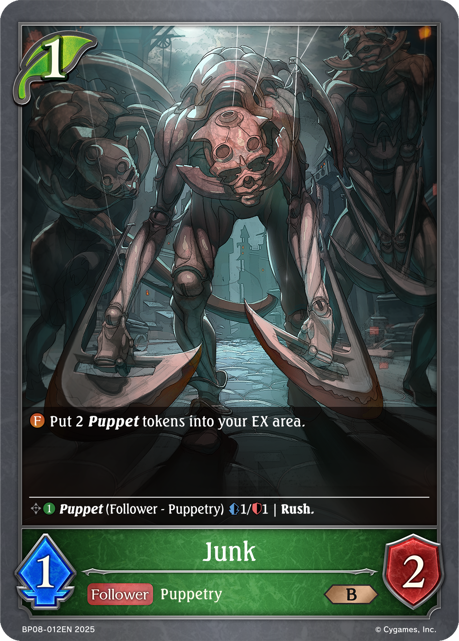 1
F Put 2 Puppet tokens into your EX area.
1 Puppet (Follower - Puppetry) 1/1 | Rush.
Junk
1
Follower Puppetry
B
2
BP08-012EN 2025
© Cygames, Inc.